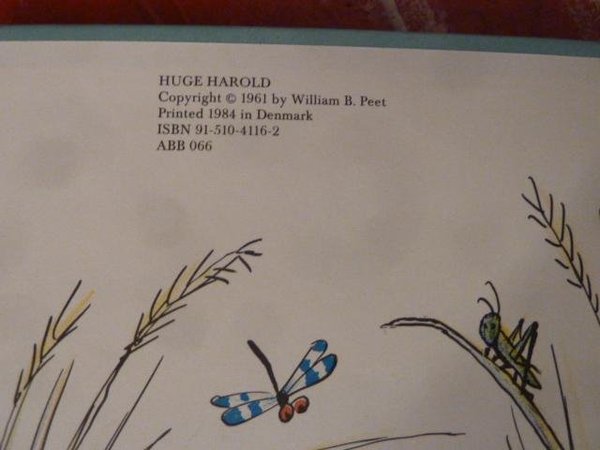 HUGE HAROLD
Copyright © 1961 by William B. Peet
Printed 1984 in Denmark
ISBN 91-510-4116-2
ABB 066